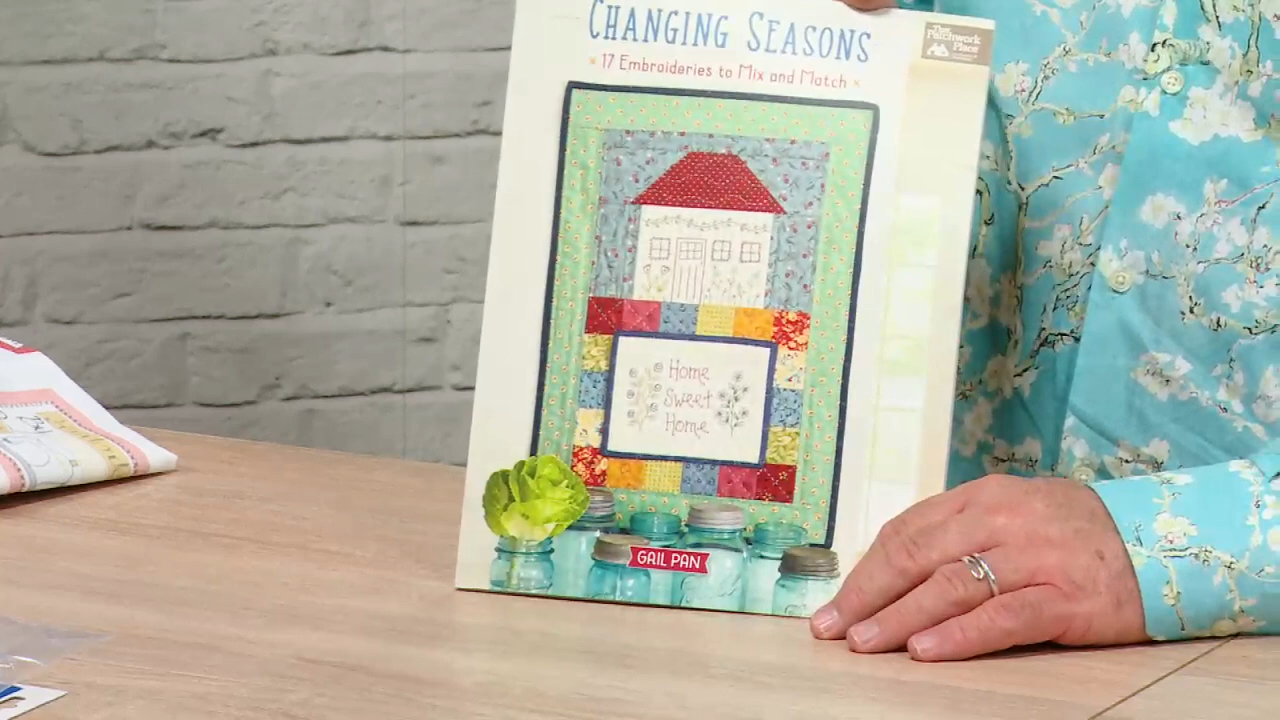 CHANGING SEASONS
17 Embroideries to Mix and Match
That
Patchwork
Place
Home
Sweet
Home
GAIL PAN